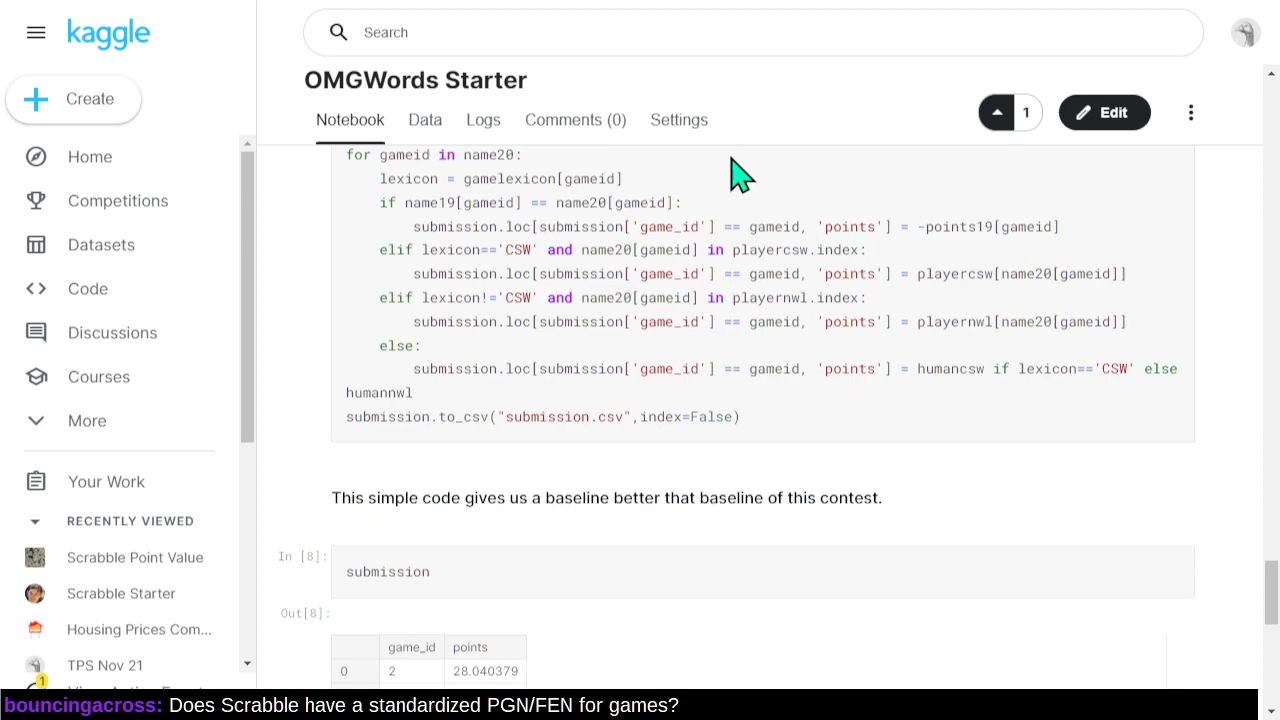 kaggle
Search
Create
OMGWords Starter
1
Edit
Notebook
Data
Logs
Comments (0)
Settings
Home
Competitions
Datasets
Code
Discussions
Courses
More
Your Work
RECENTLY VIEWED
Scrabble Point Value
Scrabble Starter
Housing Prices Com...
TPS Nov 21
1
for gameid in name20:
lexicon = gamelexicon[gameid]
if name19[gameid] == name20[gameid]:
submission.loc[submission['game_id'] == gameid, 'points'] = -points19[gameid]
elif lexicon=='CSW' and name20[gameid] in playercsw.index:
submission.loc[submission['game_id'] == gameid, 'points'] = playercsw[name20[gameid]]
elif lexicon!='CSW' and name20[gameid] in playernwl.index:
submission.loc[submission['game_id'] == gameid, 'points'] = playernwl[name20[gameid]]
else:
submission.loc[submission['game_id'] == gameid, 'points'] = humancsw if lexicon=='CSW' else
humannwl
submission.to_csv("submission.csv",index=False)
This simple code gives us a baseline better that baseline of this contest.
In [8]:
submission
Out[8]:
game_id points
0 2 28.040379
bouncingacross: Does Scrabble have a standardized PGN/FEN for games?